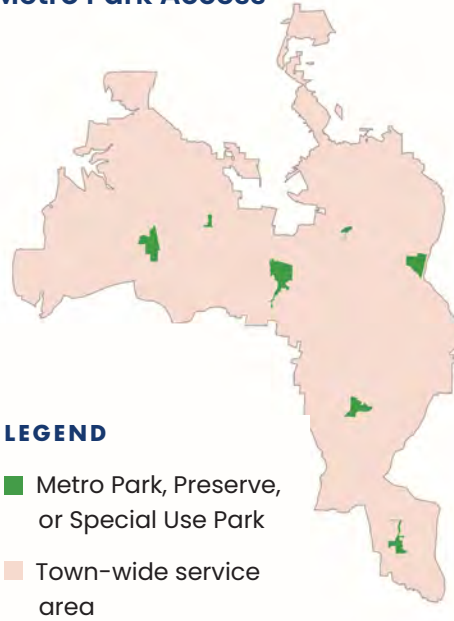 Metro Park Access
LEGEND
Metro Park, Preserve,
or Special Use Park
Town-wide service
area